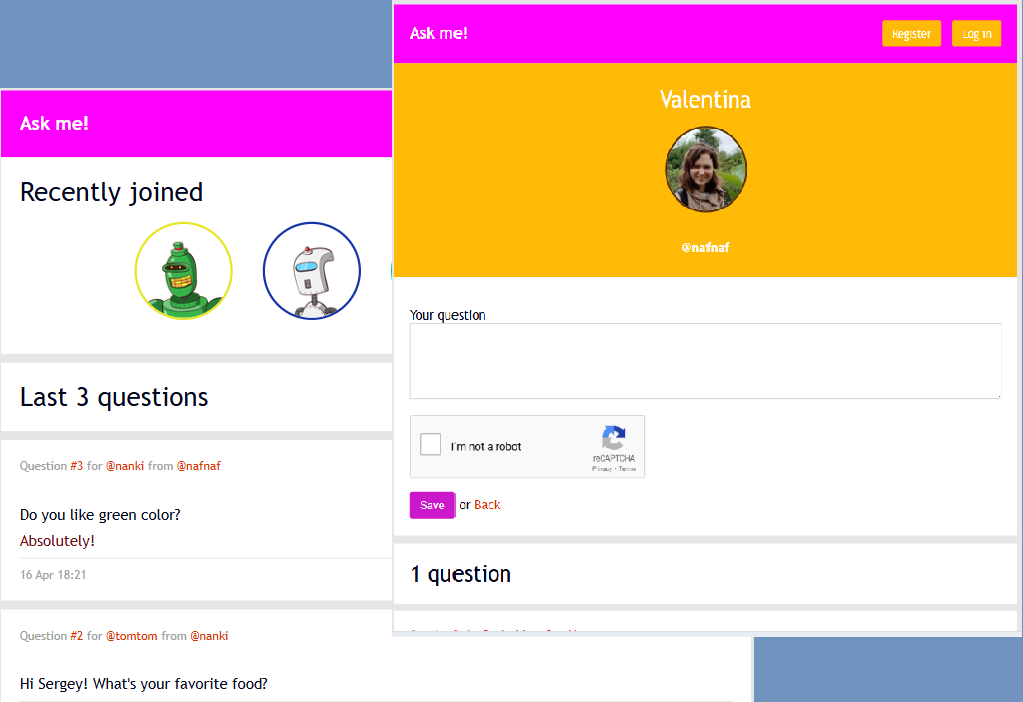 Ask me!
Recently joined
Last 3 questions
Question #3 for @nanki from @nafnaf
Do you like green color?
Absolutely!
16 Apr 18:21
Question #2 for @tomtom from @nanki
Hi Sergey! What's your favorite food?
Ask me!
Register
Log in
Valentina
@nafnaf
Your question
I'm not a robot
reCAPTCHA
Privacy - Terms
Save or Back
1 question